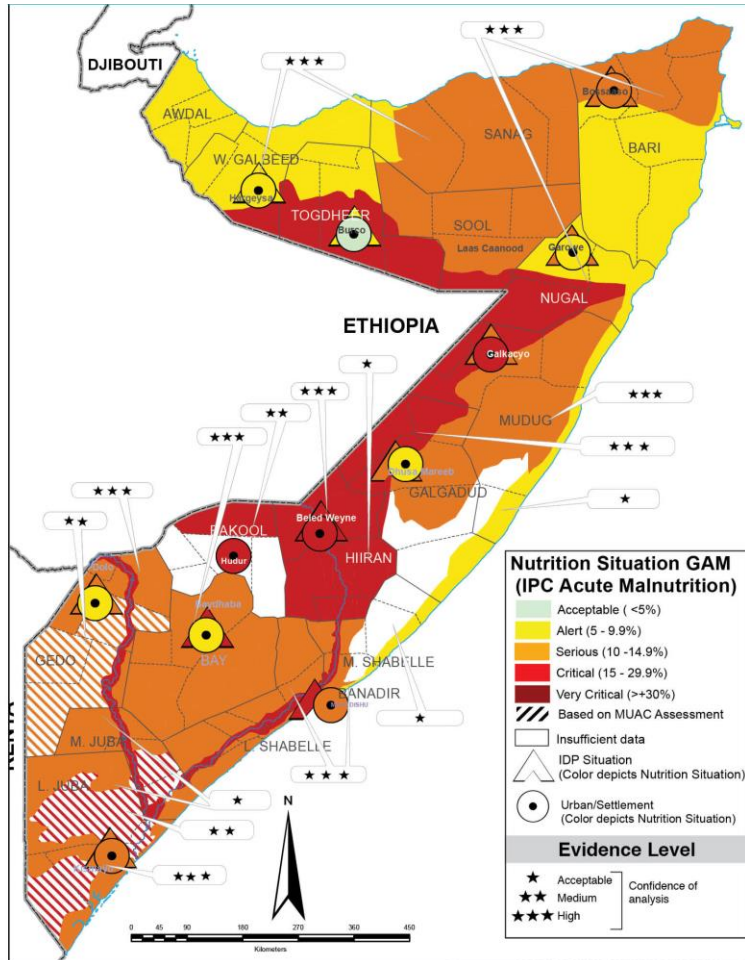 ★★★
★★★
DJIBOUTI
Bossasso
AWDAL
SANAG
BARI
W. GALBEED
Hargeysa
TOGDHEER
SOOL
Burco
Laas Caanood
Garowe
NUGAL
ETHIOPIA
Galkacyo
★
★★★
★★
MUDUG
★★★
★★★
★★★
Dhusa Mareeb
★★★
GALGADUD
★★
Beled Weyne
★
BAKOOL
HIIRAN
Hudur
Nutrition Situation GAM
(IPC Acute Malnutrition)
Acceptable ( <5%)
Alert (5 - 9.9%)
Serious (10 -14.9%)
Critical (15 - 29.9%)
Very Critical (>+30%)
Based on MUAC Assessment
Insufficient data
IDP Situation
(Color depicts Nutrition Situation)
Urban/Settlement
(Color depicts Nutrition Situation)
Evidence Level
★ Acceptable
★★ Medium
★★★ High
Confidence of
analysis
Baydhaba
GEDO
BAY
M. SHABELLE
BANADIR
★
KENYA
M. JUBA
L. SHABELLE
★★★
L. JUBA
★
N
★★
★★★
0 45 90 180 270 360 450
Kilometers